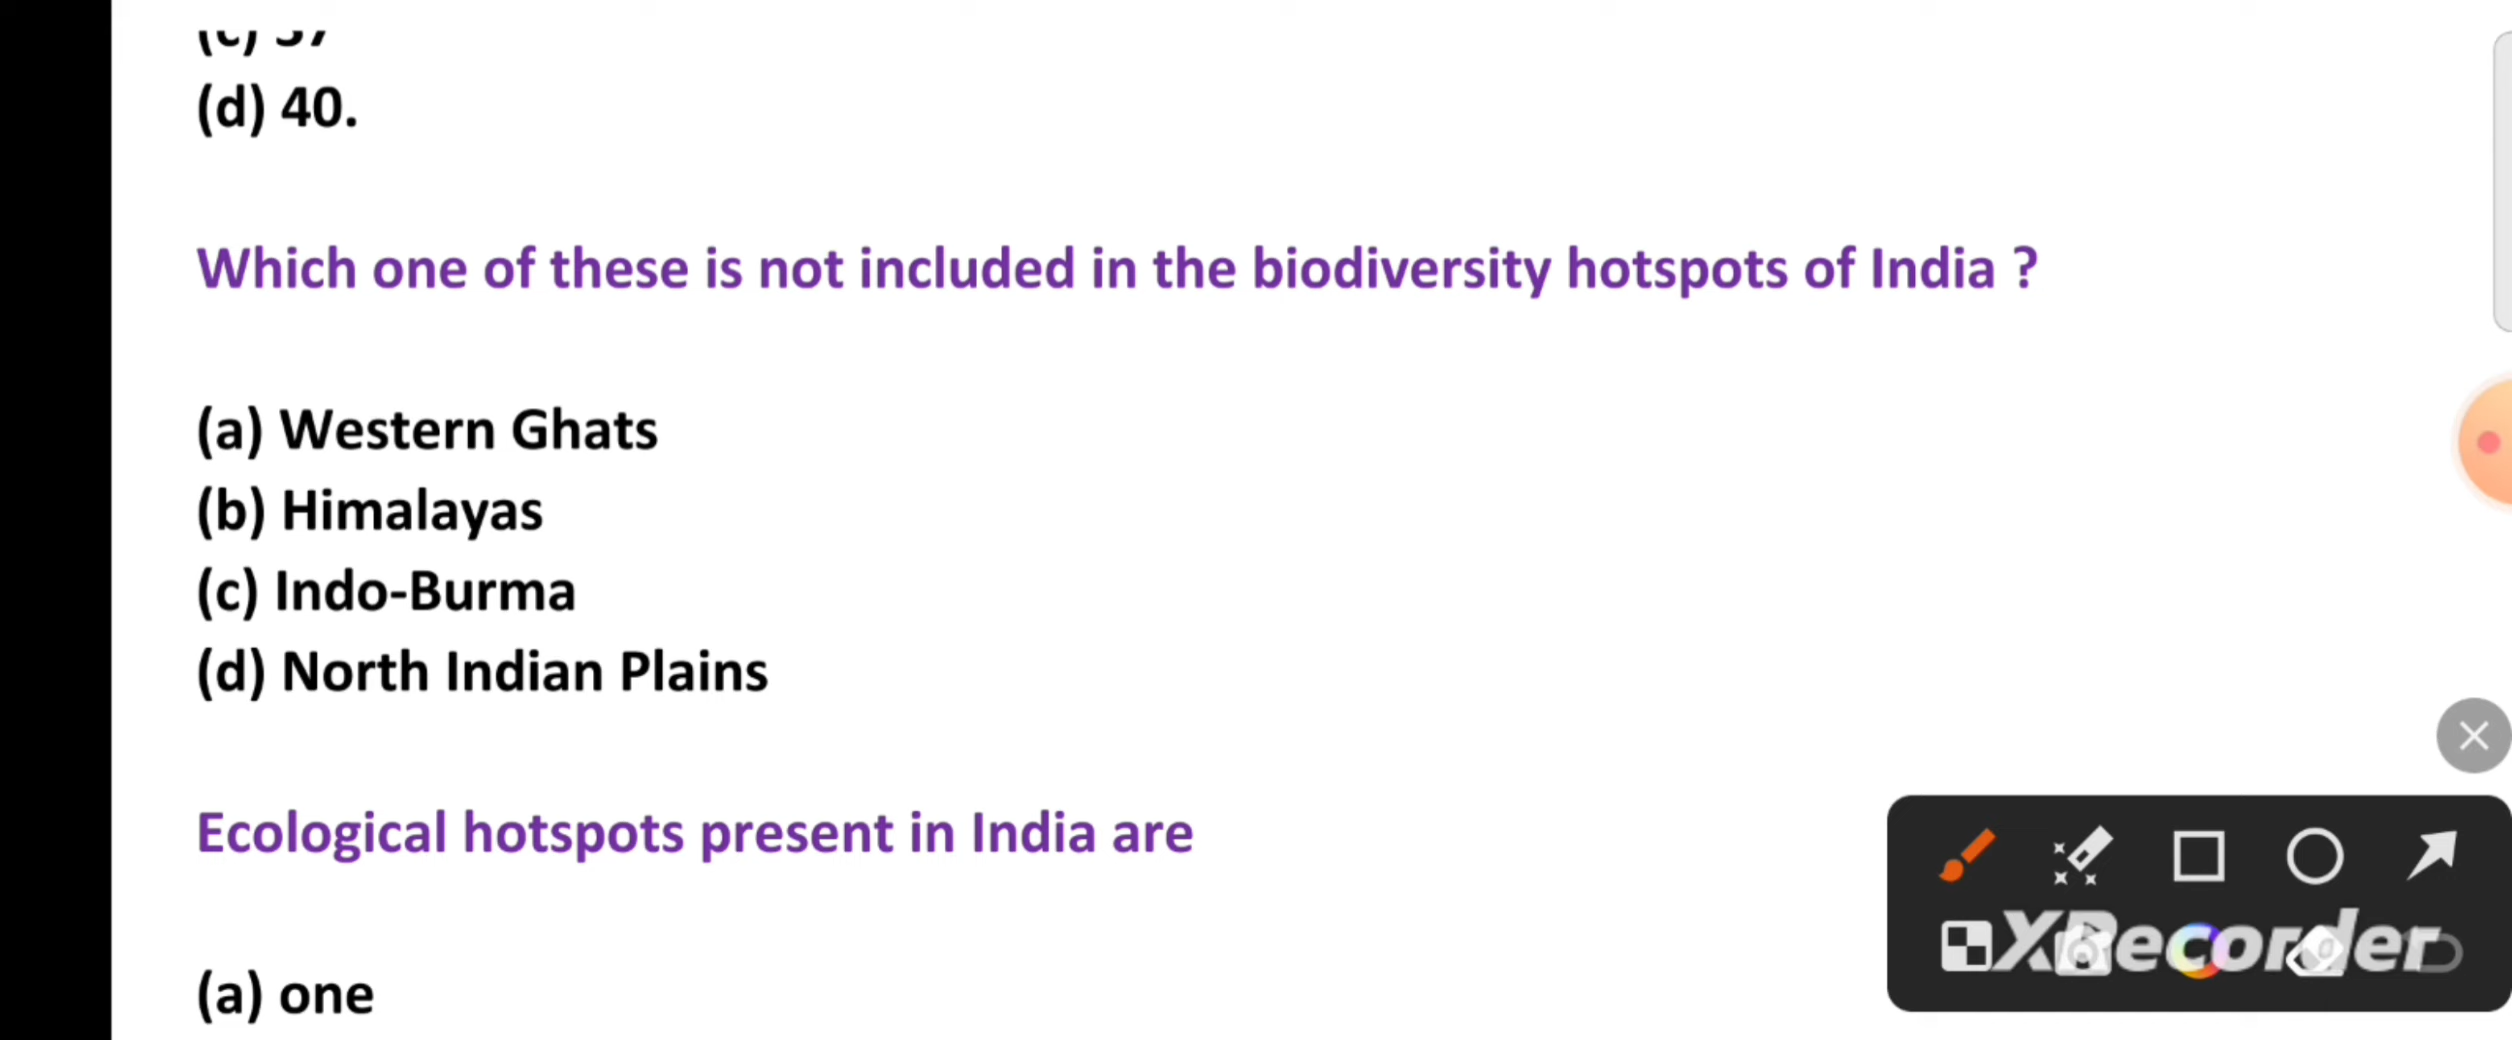 (c) 37
(d) 40.
Which one of these is not included in the biodiversity hotspots of India ?
(a) Western Ghats
(b) Himalayas
(c) Indo-Burma
(d) North Indian Plains
Ecological hotspots present in India are
(a) one
XRecorder